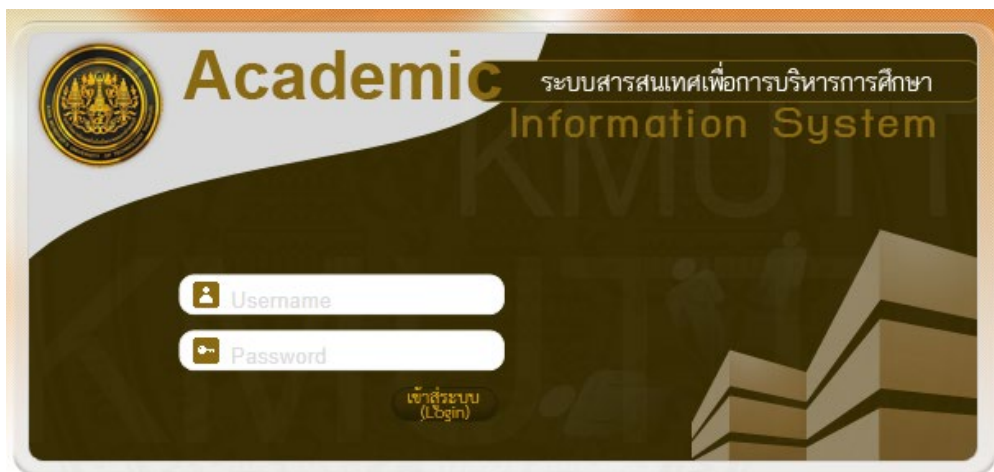 Academic
ระบบสารสนเทศเพื่อการบริหารการศึกษา
Information System
KMUTT
KMUTT
Username
Password
เข้าสู่ระบบ
(Login)